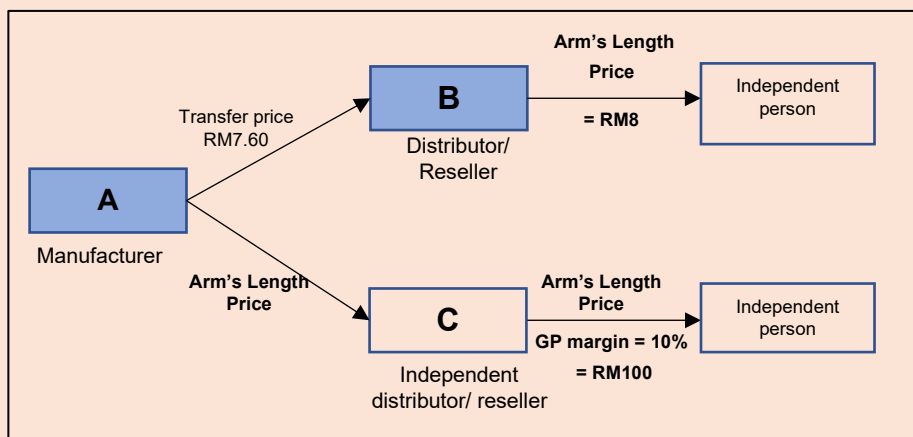 Arm’s Length
Price
= RM8
B
Independent
person
Transfer price
RM7.60
Distributor/
Reseller
A
Manufacturer
Arm’s Length
Price
C
Independent
distributor/ reseller
Arm’s Length
Price
GP margin = 10%
= RM100
Independent
person